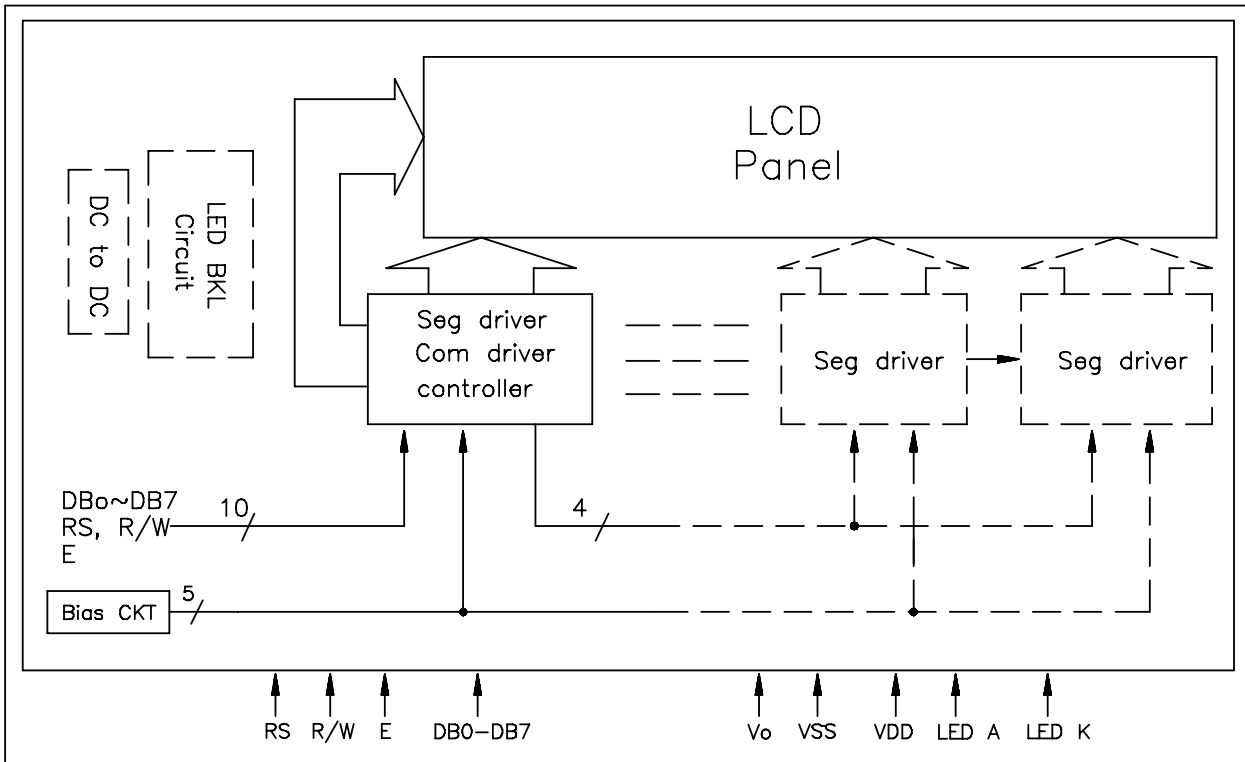 LCD
Panel
DC to DC
LED BKL
Circuit
Seg driver
Com driver
controller
Seg driver
Seg driver
DBo~DB7
RS, R/W
E
10
4
5
Bias CKT
RS R/W E DB0-DB7 Vo VSS VDD LED A LED K